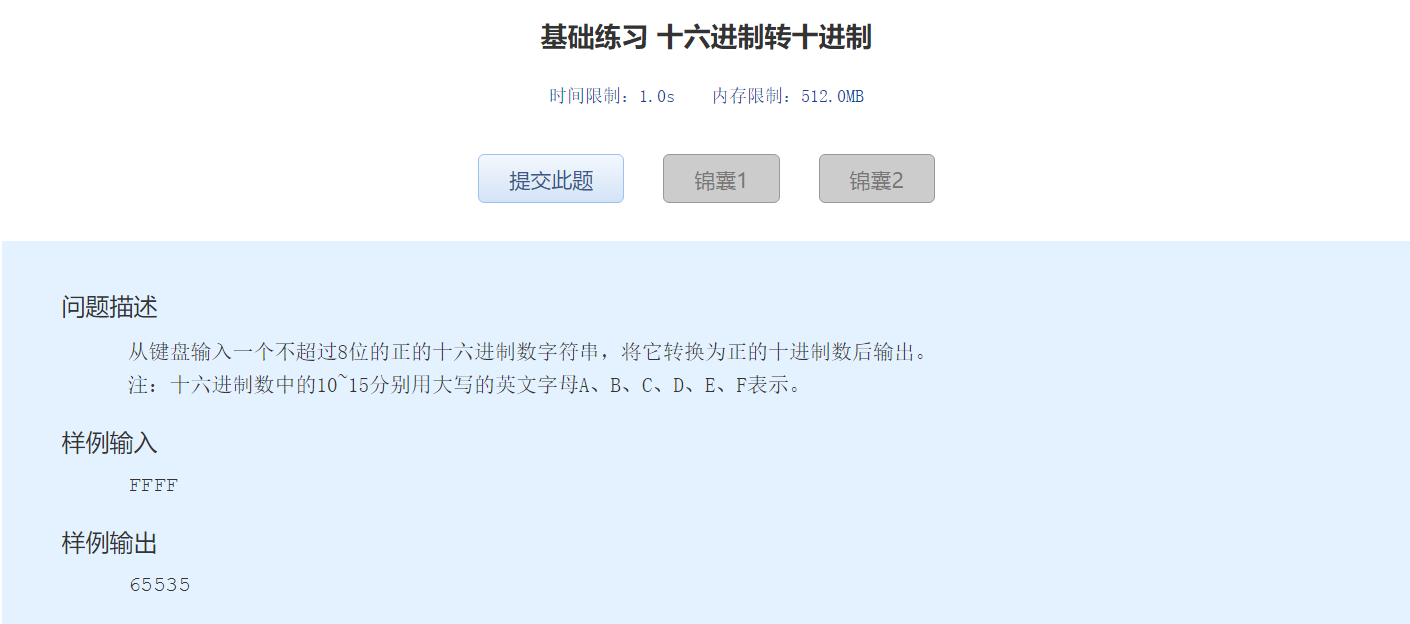 基础练习 十六进制转十进制
时间限制：1.0s 内存限制：512.0MB
提交此题 锦囊1 锦囊2
问题描述
从键盘输入一个不超过8位的正的十六进制数字符串，将它转换为正的十进制数后输出。
注：十六进制数中的10~15分别用大写的英文字母A、B、C、D、E、F表示。
样例输入
FFFF
样例输出
65535